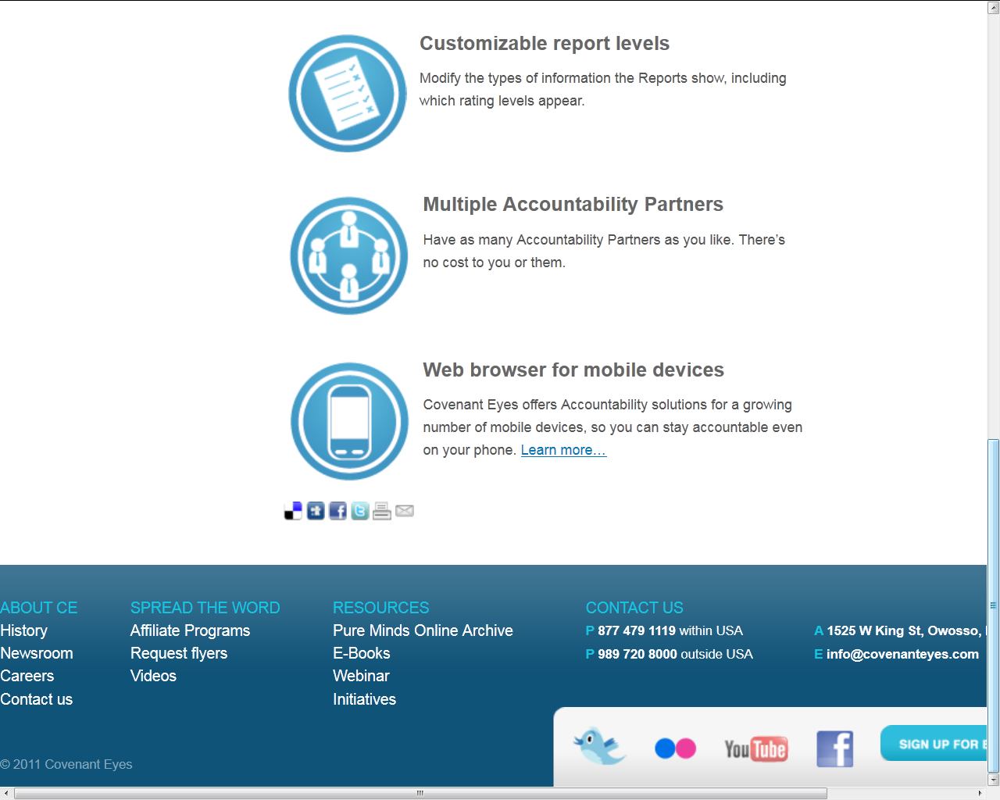 Customizable report levels
Modify the types of information the Reports show, including
which rating levels appear.
Multiple Accountability Partners
Have as many Accountability Partners as you like. There's
no cost to you or them.
Web browser for mobile devices
Covenant Eyes offers Accountability solutions for a growing
number of mobile devices, so you can stay accountable even
on your phone. Learn more…
ABOUT CE
History
Newsroom
Careers
Contact us
SPREAD THE WORD
Affiliate Programs
Request flyers
Videos
RESOURCES
Pure Minds Online Archive
E-Books
Webinar
Initiatives
CONTACT US
P 877 479 1119 within USA
P 989 720 8000 outside USA
A 1525 W King St, Owosso,
E info@covenanteyes.com
YouTube
SIGN UP FOR
© 2011 Covenant Eyes